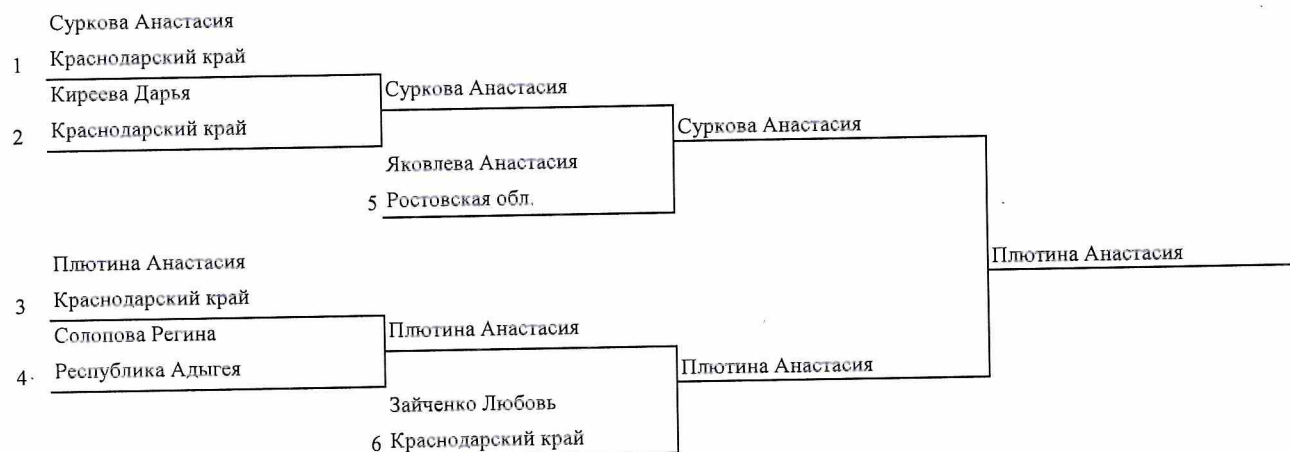 Суркова Анастасия
1 Краснодарский край
Киреева Дарья
2 Краснодарский край
Суркова Анастасия
Яковлева Анастасия
5 Ростовская обл.
Суркова Анастасия
Плютина Анастасия
3 Краснодарский край
Солопова Регина
4 Республика Адыгея
Плютина Анастасия
Зайченко Любовь
6 Краснодарский край
Плютина Анастасия
Плютина Анастасия